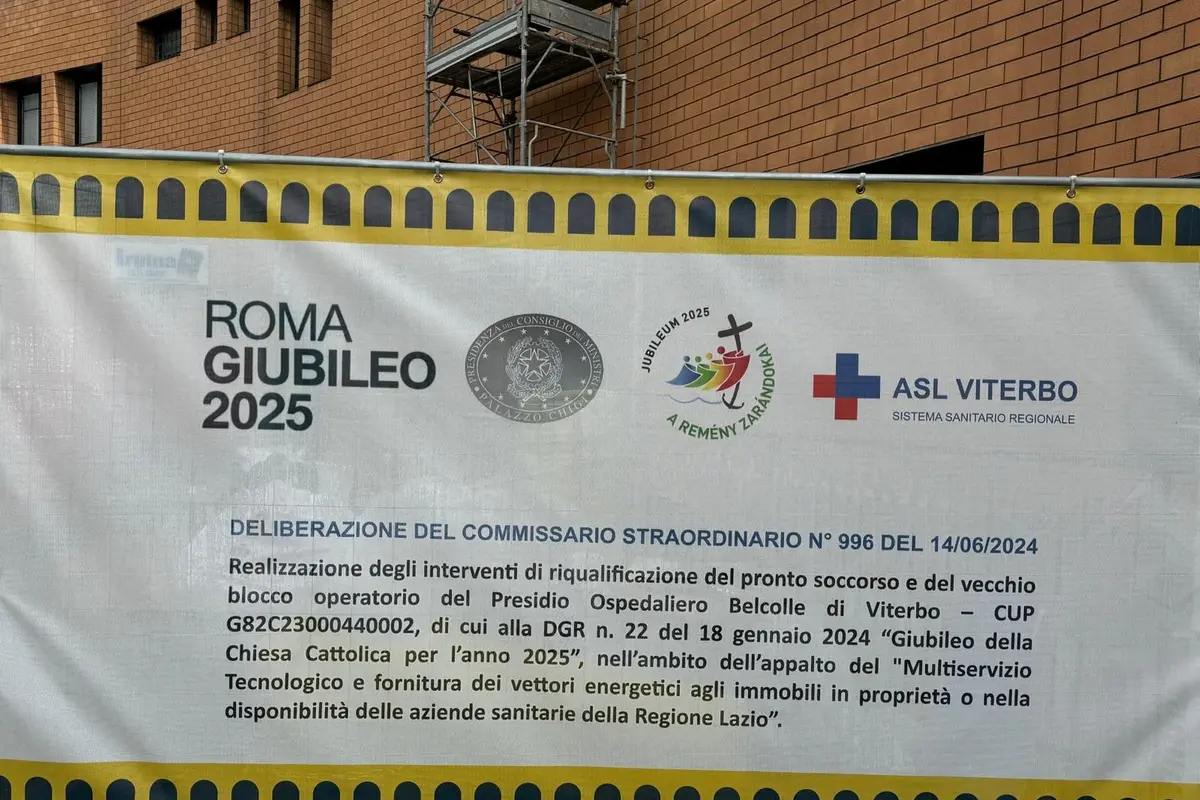 ROMA
GIUBILEO
2025
PRESIDENZA DEL CONSIGLIO DEI MINISTRI
PALAZZO CHIGI
JUBILEUM 2025
A REMÉNY ZARÁNDOKAI
ASL VITERBO
SISTEMA SANITARIO REGIONALE
DELIBERAZIONE DEL COMMISSARIO STRAORDINARIO N° 996 DEL 14/06/2024
Realizzazione degli interventi di riqualificazione del pronto soccorso e del vecchio
blocco operatorio del Presidio Ospedaliero Belcolle di Viterbo – CUP
G82C23000440002, di cui alla DGR n. 22 del 18 gennaio 2024 “Giubileo della
Chiesa Cattolica per l’anno 2025”, nell’ambito dell’appalto del "Multiservizio
Tecnologico e fornitura dei vettori energetici agli immobili in proprietà o nella
disponibilità delle aziende sanitarie della Regione Lazio”.